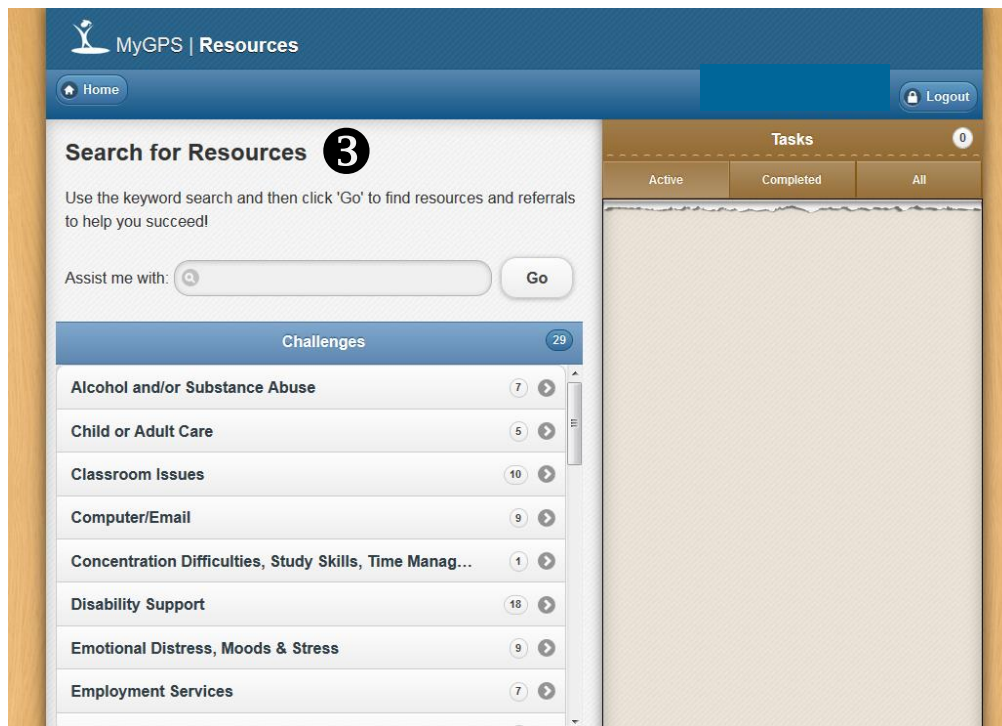 MyGPS | Resources
Home
Logout
Search for Resources 3
Use the keyword search and then click 'Go' to find resources and referrals
to help you succeed!
Assist me with: Go
Challenges 29
Alcohol and/or Substance Abuse 7
Child or Adult Care 5
Classroom Issues 10
Computer/Email 9
Concentration Difficulties, Study Skills, Time Manag... 1
Disability Support 18
Emotional Distress, Moods & Stress 9
Employment Services 7
Tasks 0
Active Completed All